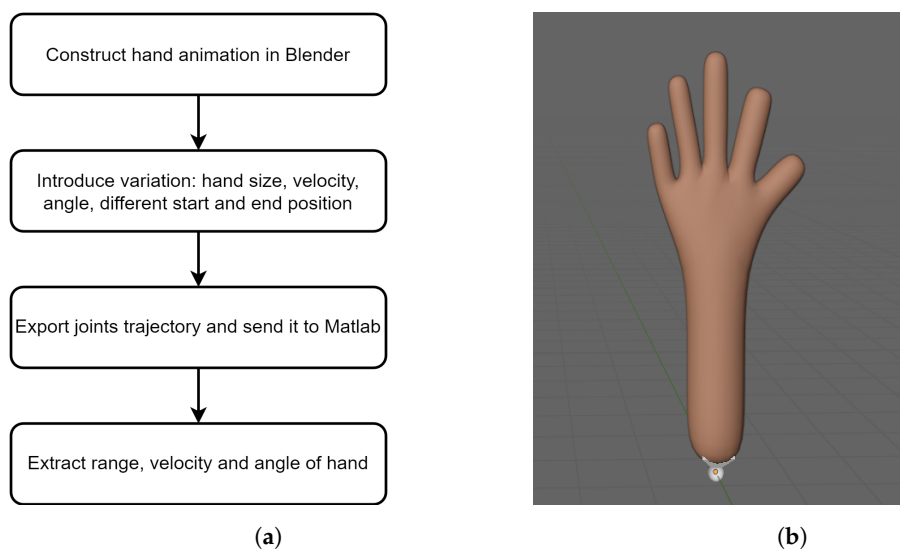 Construct hand animation in Blender
Introduce variation: hand size, velocity,
angle, different start and end position
Export joints trajectory and send it to Matlab
Extract range, velocity and angle of hand
(a)
(b)